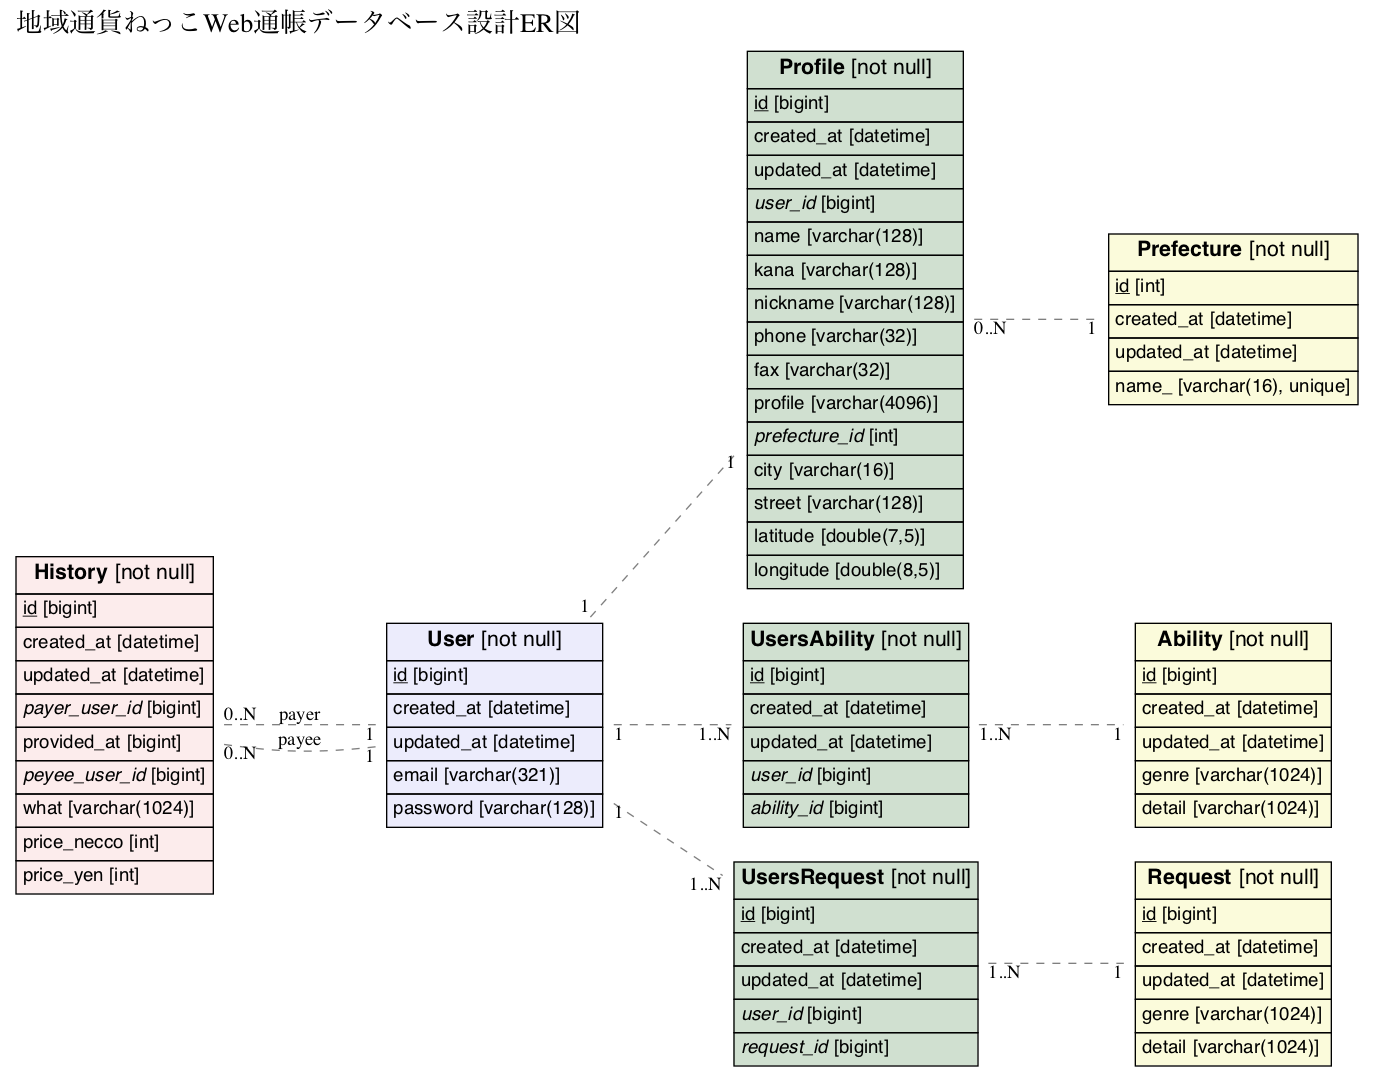 地域通貨ねっこWeb通帳データベース設計ER図
Profile [not null]
id [bigint]
created_at [datetime]
updated_at [datetime]
user_id [bigint]
name [varchar(128)]
kana [varchar(128)]
nickname [varchar(128)]
phone [varchar(32)]
fax [varchar(32)]
profile [varchar(4096)]
prefecture_id [int]
city [varchar(16)]
street [varchar(128)]
latitude [double(7,5)]
longitude [double(8,5)]
0..N 1
Prefecture [not null]
id [int]
created_at [datetime]
updated_at [datetime]
name_ [varchar(16), unique]
1
1
History [not null]
id [bigint]
created_at [datetime]
updated_at [datetime]
payer_user_id [bigint]
provided_at [bigint]
peyee_user_id [bigint]
what [varchar(1024)]
price_necco [int]
price_yen [int]
0..N payer 1
0..N payee 1
User [not null]
id [bigint]
created_at [datetime]
updated_at [datetime]
email [varchar(321)]
password [varchar(128)]
1 1..N
UsersAbility [not null]
id [bigint]
created_at [datetime]
updated_at [datetime]
user_id [bigint]
ability_id [bigint]
1..N 1
Ability [not null]
id [bigint]
created_at [datetime]
updated_at [datetime]
genre [varchar(1024)]
detail [varchar(1024)]
1
1..N
UsersRequest [not null]
id [bigint]
created_at [datetime]
updated_at [datetime]
user_id [bigint]
request_id [bigint]
1..N 1
Request [not null]
id [bigint]
created_at [datetime]
updated_at [datetime]
genre [varchar(1024)]
detail [varchar(1024)]